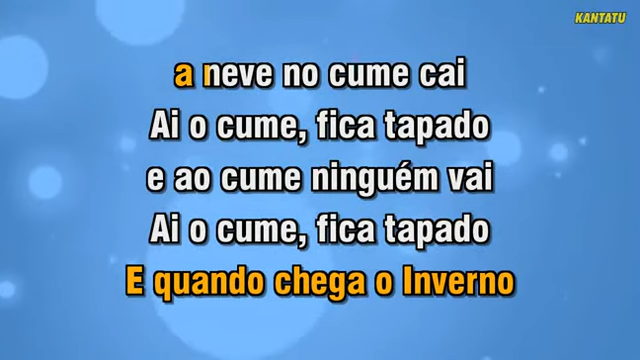 KANTATU
a neve no cume cai
Ai o cume, fica tapado
e ao cume ninguém vai
Ai o cume, fica tapado
E quando chega o Inverno